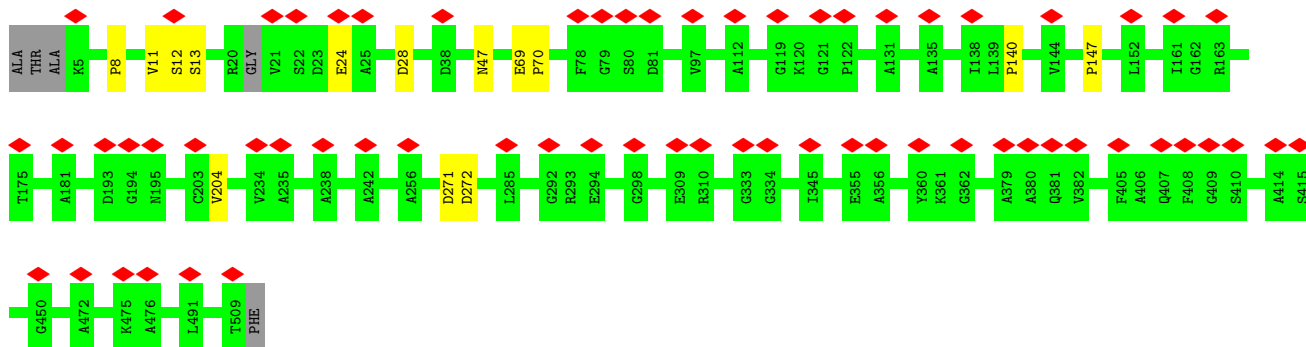 ALA THR ALA K5 P8 V11 S12 S13 R20 GLY V21 S22 D23 E24 A25 D28 D38 N47 E69 P70 F78 G79 S80 D81 V97 A112 G119 K120 G121 P122 A131 A135 I138 L139 P140 V144 P147 L152 I161 G162 R163
T175 A181 D193 G194 N195 C203 V204 V234 A235 A238 A242 A256 D271 D272 L285 G292 R293 E294 G298 E309 R310 G333 G334 I345 E355 A356 Y360 K361 G362 A379 A380 Q381 V382 F405 A406 Q407 F408 G409 S410 A414 S415
G450 A472 K475 A476 L491 T509 PHE